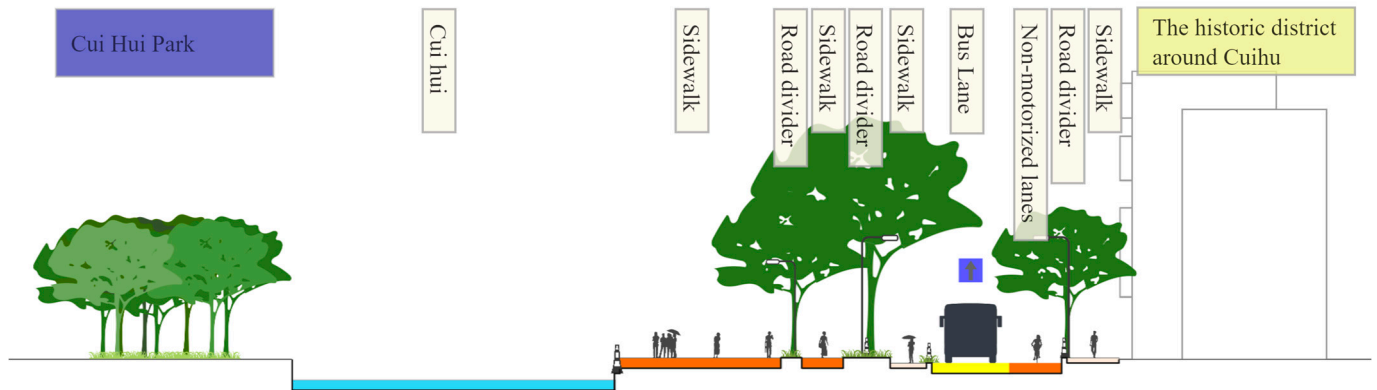 Cui Hui Park
Cui hui
Sidewalk
Road divider
Sidewalk
Road divider
Sidewalk
Bus Lane
Non-motorized lanes
Road divider
Sidewalk
The historic district
around Cuihu